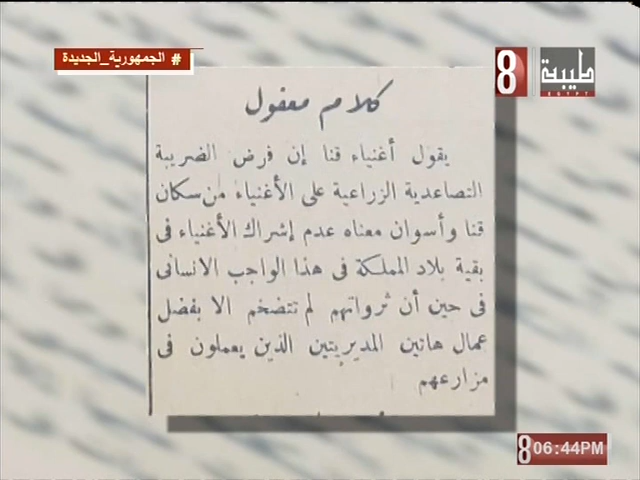 #الجمهورية_الجديدة
8 طيبة
EGYPT
كلام معقول
يقول أغنياء قنا إن فرض الضريبة
التصاعدية الزراعية على الأغنياء من سكان
قنا وأسوان معناه عدم إشراك الأغنياء فى
بقية بلاد المملكة فى هذا الواجب الانسانى
فى حين أن ثرواتهم لم تتضخم الا بفضل
عمال هاتين المديريتين الذين يعملون فى
مزارعهم
8 06:44PM